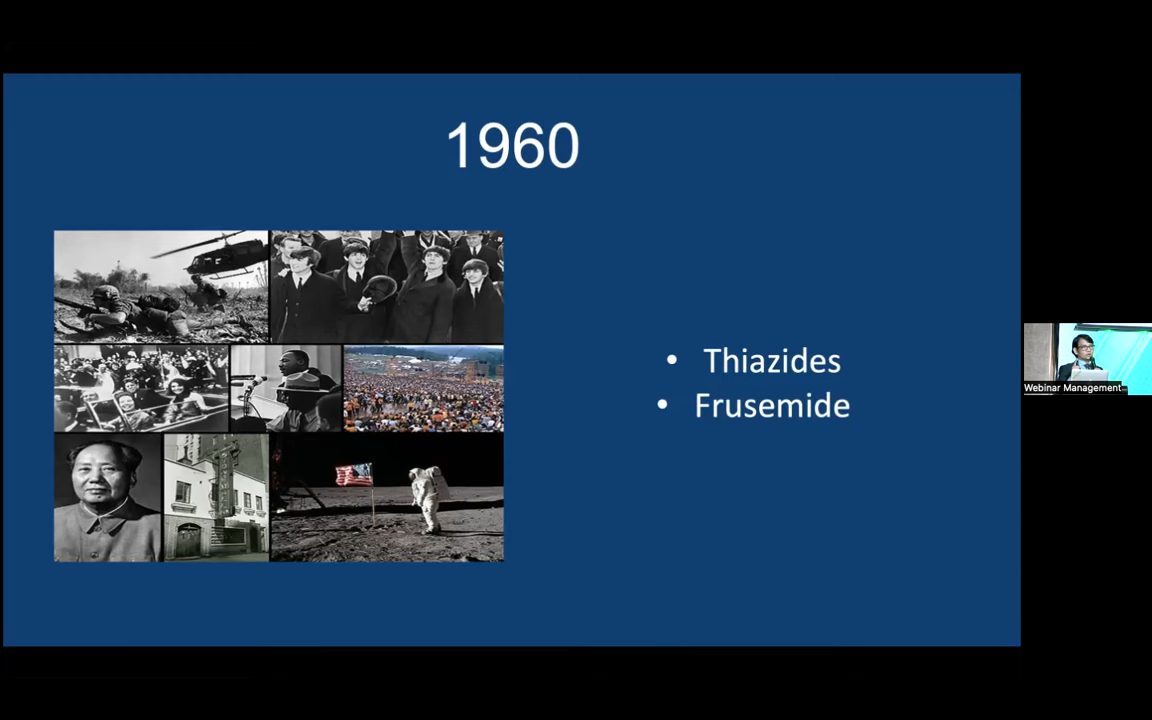 1960
• Thiazides
• Frusemide
Webinar Management...